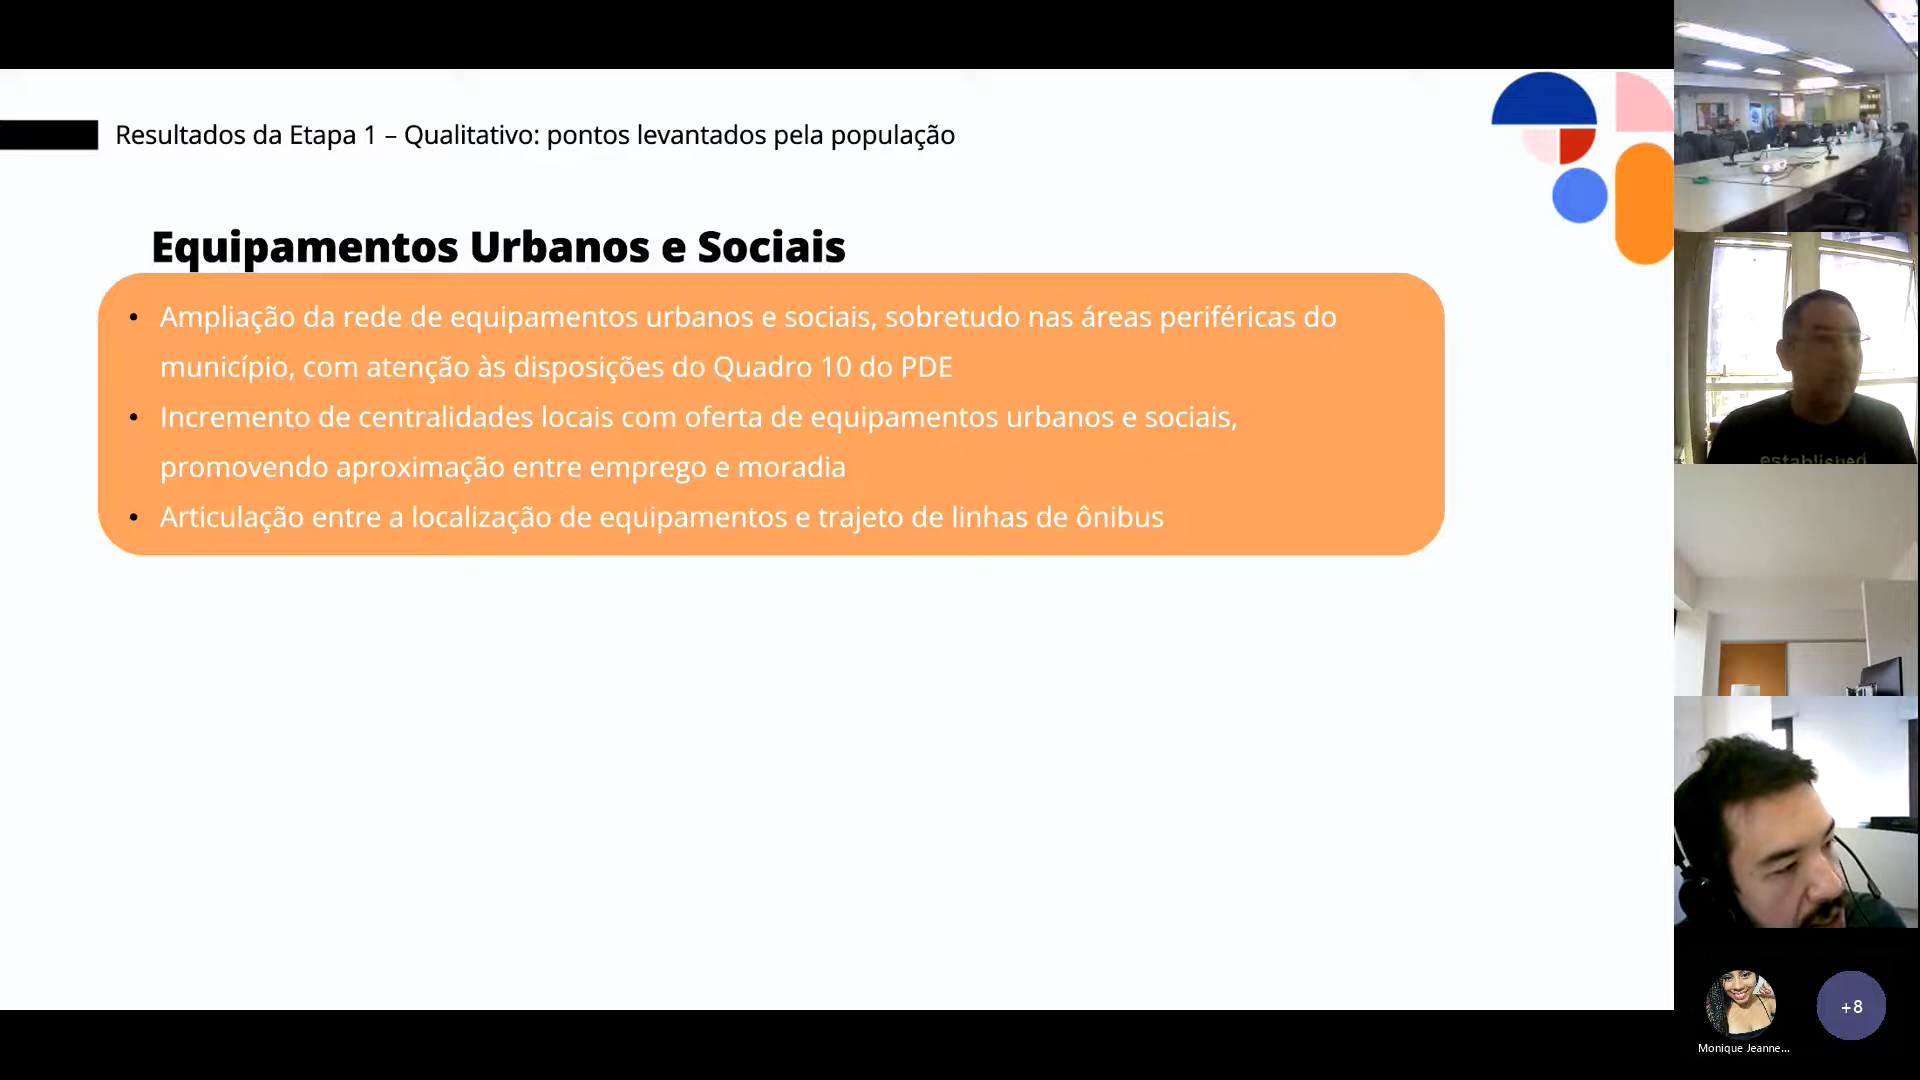 Resultados da Etapa 1 – Qualitativo: pontos levantados pela população
Equipamentos Urbanos e Sociais
• Ampliação da rede de equipamentos urbanos e sociais, sobretudo nas áreas periféricas do
município, com atenção às disposições do Quadro 10 do PDE
• Incremento de centralidades locais com oferta de equipamentos urbanos e sociais,
promovendo aproximação entre emprego e moradia
• Articulação entre a localização de equipamentos e trajeto de linhas de ônibus
established
+8
Monique Jeanne...